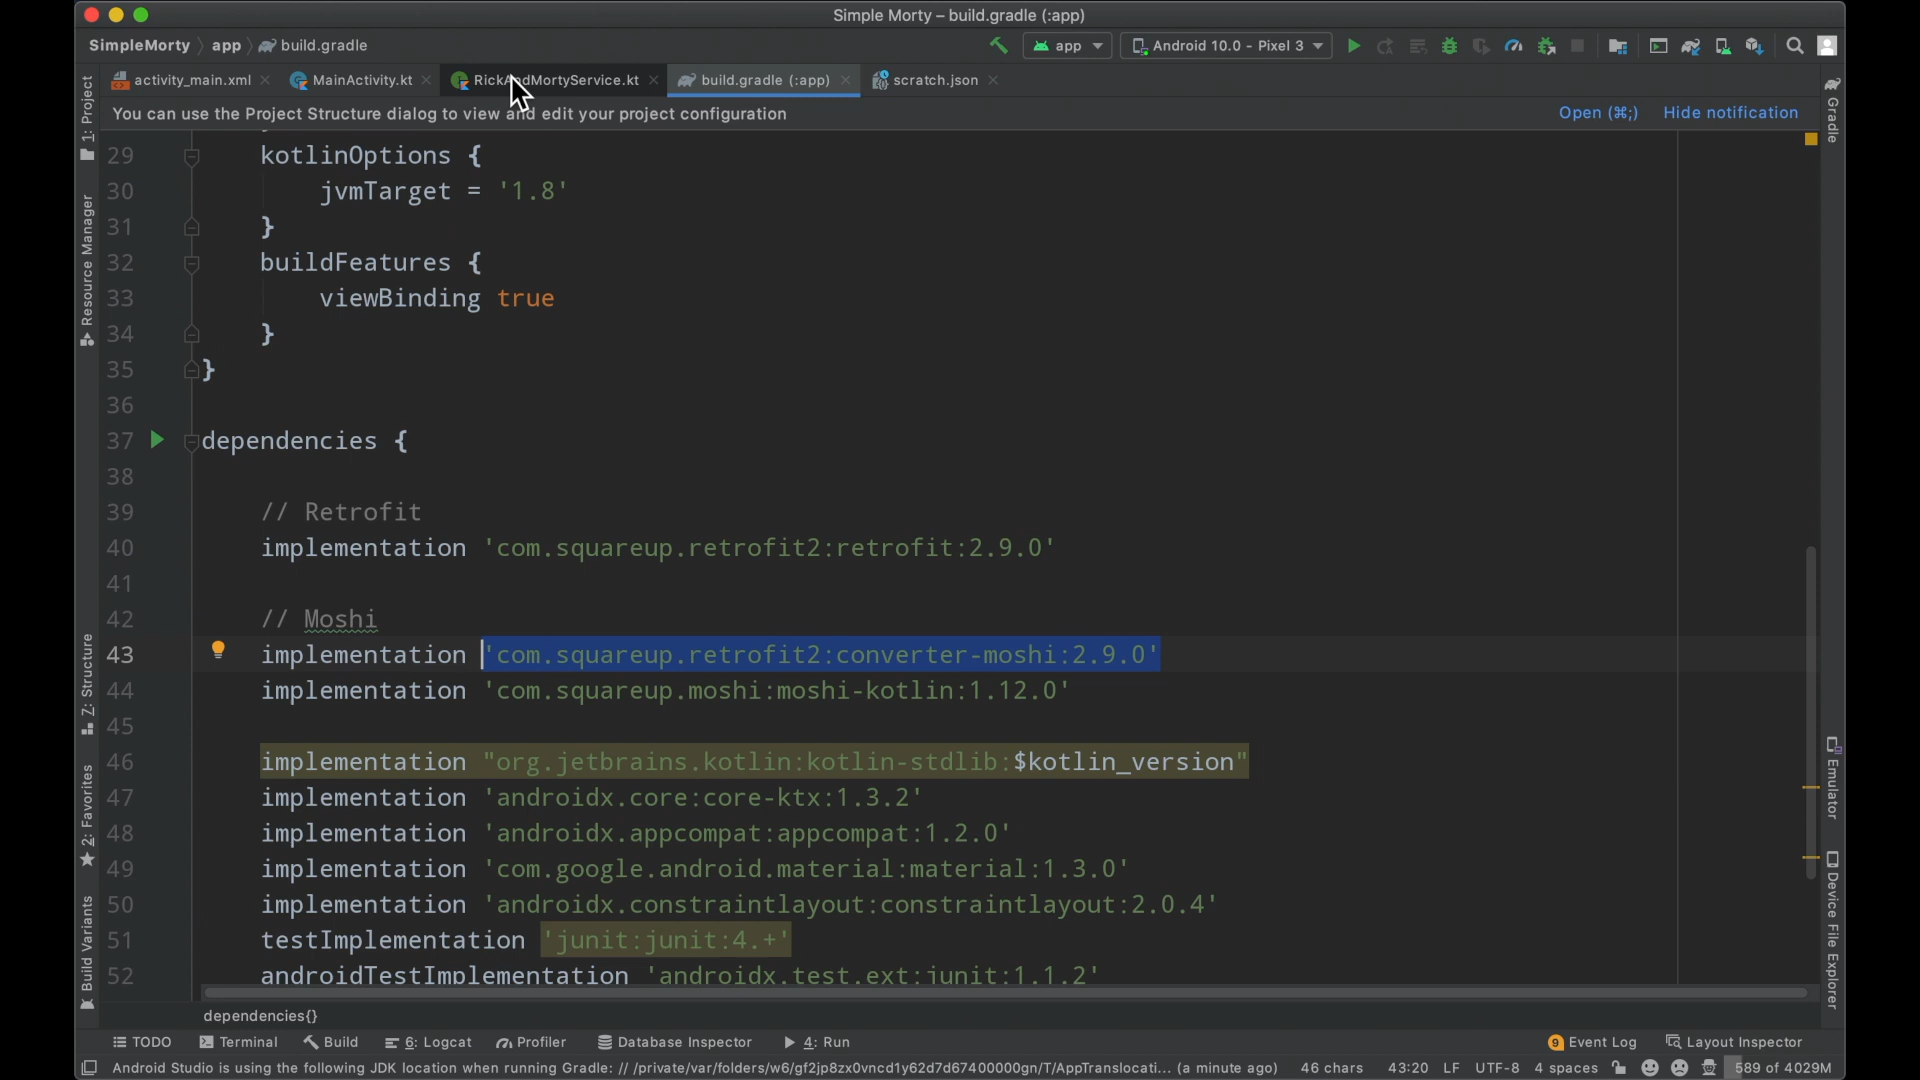 Simple Morty – build.gradle (:app)
SimpleMorty app build.gradle
app Android 10.0 - Pixel 3
activity_main.xml MainActivity.kt RickAndMortyService.kt build.gradle (:app) scratch.json
You can use the Project Structure dialog to view and edit your project configuration Open (⌘;) Hide notification
1: Project
Resource Manager
Z: Structure
2: Favorites
Build Variants
29 kotlinOptions {
30 jvmTarget = '1.8'
31 }
32 buildFeatures {
33 viewBinding true
34 }
35 }
36
37 dependencies {
38
39 // Retrofit
40 implementation 'com.squareup.retrofit2:retrofit:2.9.0'
41
42 // Moshi
43 implementation 'com.squareup.retrofit2:converter-moshi:2.9.0'
44 implementation 'com.squareup.moshi:moshi-kotlin:1.12.0'
45
46 implementation "org.jetbrains.kotlin:kotlin-stdlib:$kotlin_version"
47 implementation 'androidx.core:core-ktx:1.3.2'
48 implementation 'androidx.appcompat:appcompat:1.2.0'
49 implementation 'com.google.android.material:material:1.3.0'
50 implementation 'androidx.constraintlayout:constraintlayout:2.0.4'
51 testImplementation 'junit:junit:4.+'
52 androidTestImplementation 'androidx.test.ext:junit:1.1.2'
Gradle
Emulator
Device File Explorer
dependencies{}
TODO Terminal Build 6: Logcat Profiler Database Inspector 4: Run 9 Event Log Layout Inspector
Android Studio is using the following JDK location when running Gradle: // /private/var/folders/w6/gf2jp8zx0vncd1y62d7d67400000gn/T/AppTranslocati... (a minute ago) 46 chars 43:20 LF UTF-8 4 spaces 589 of 4029M